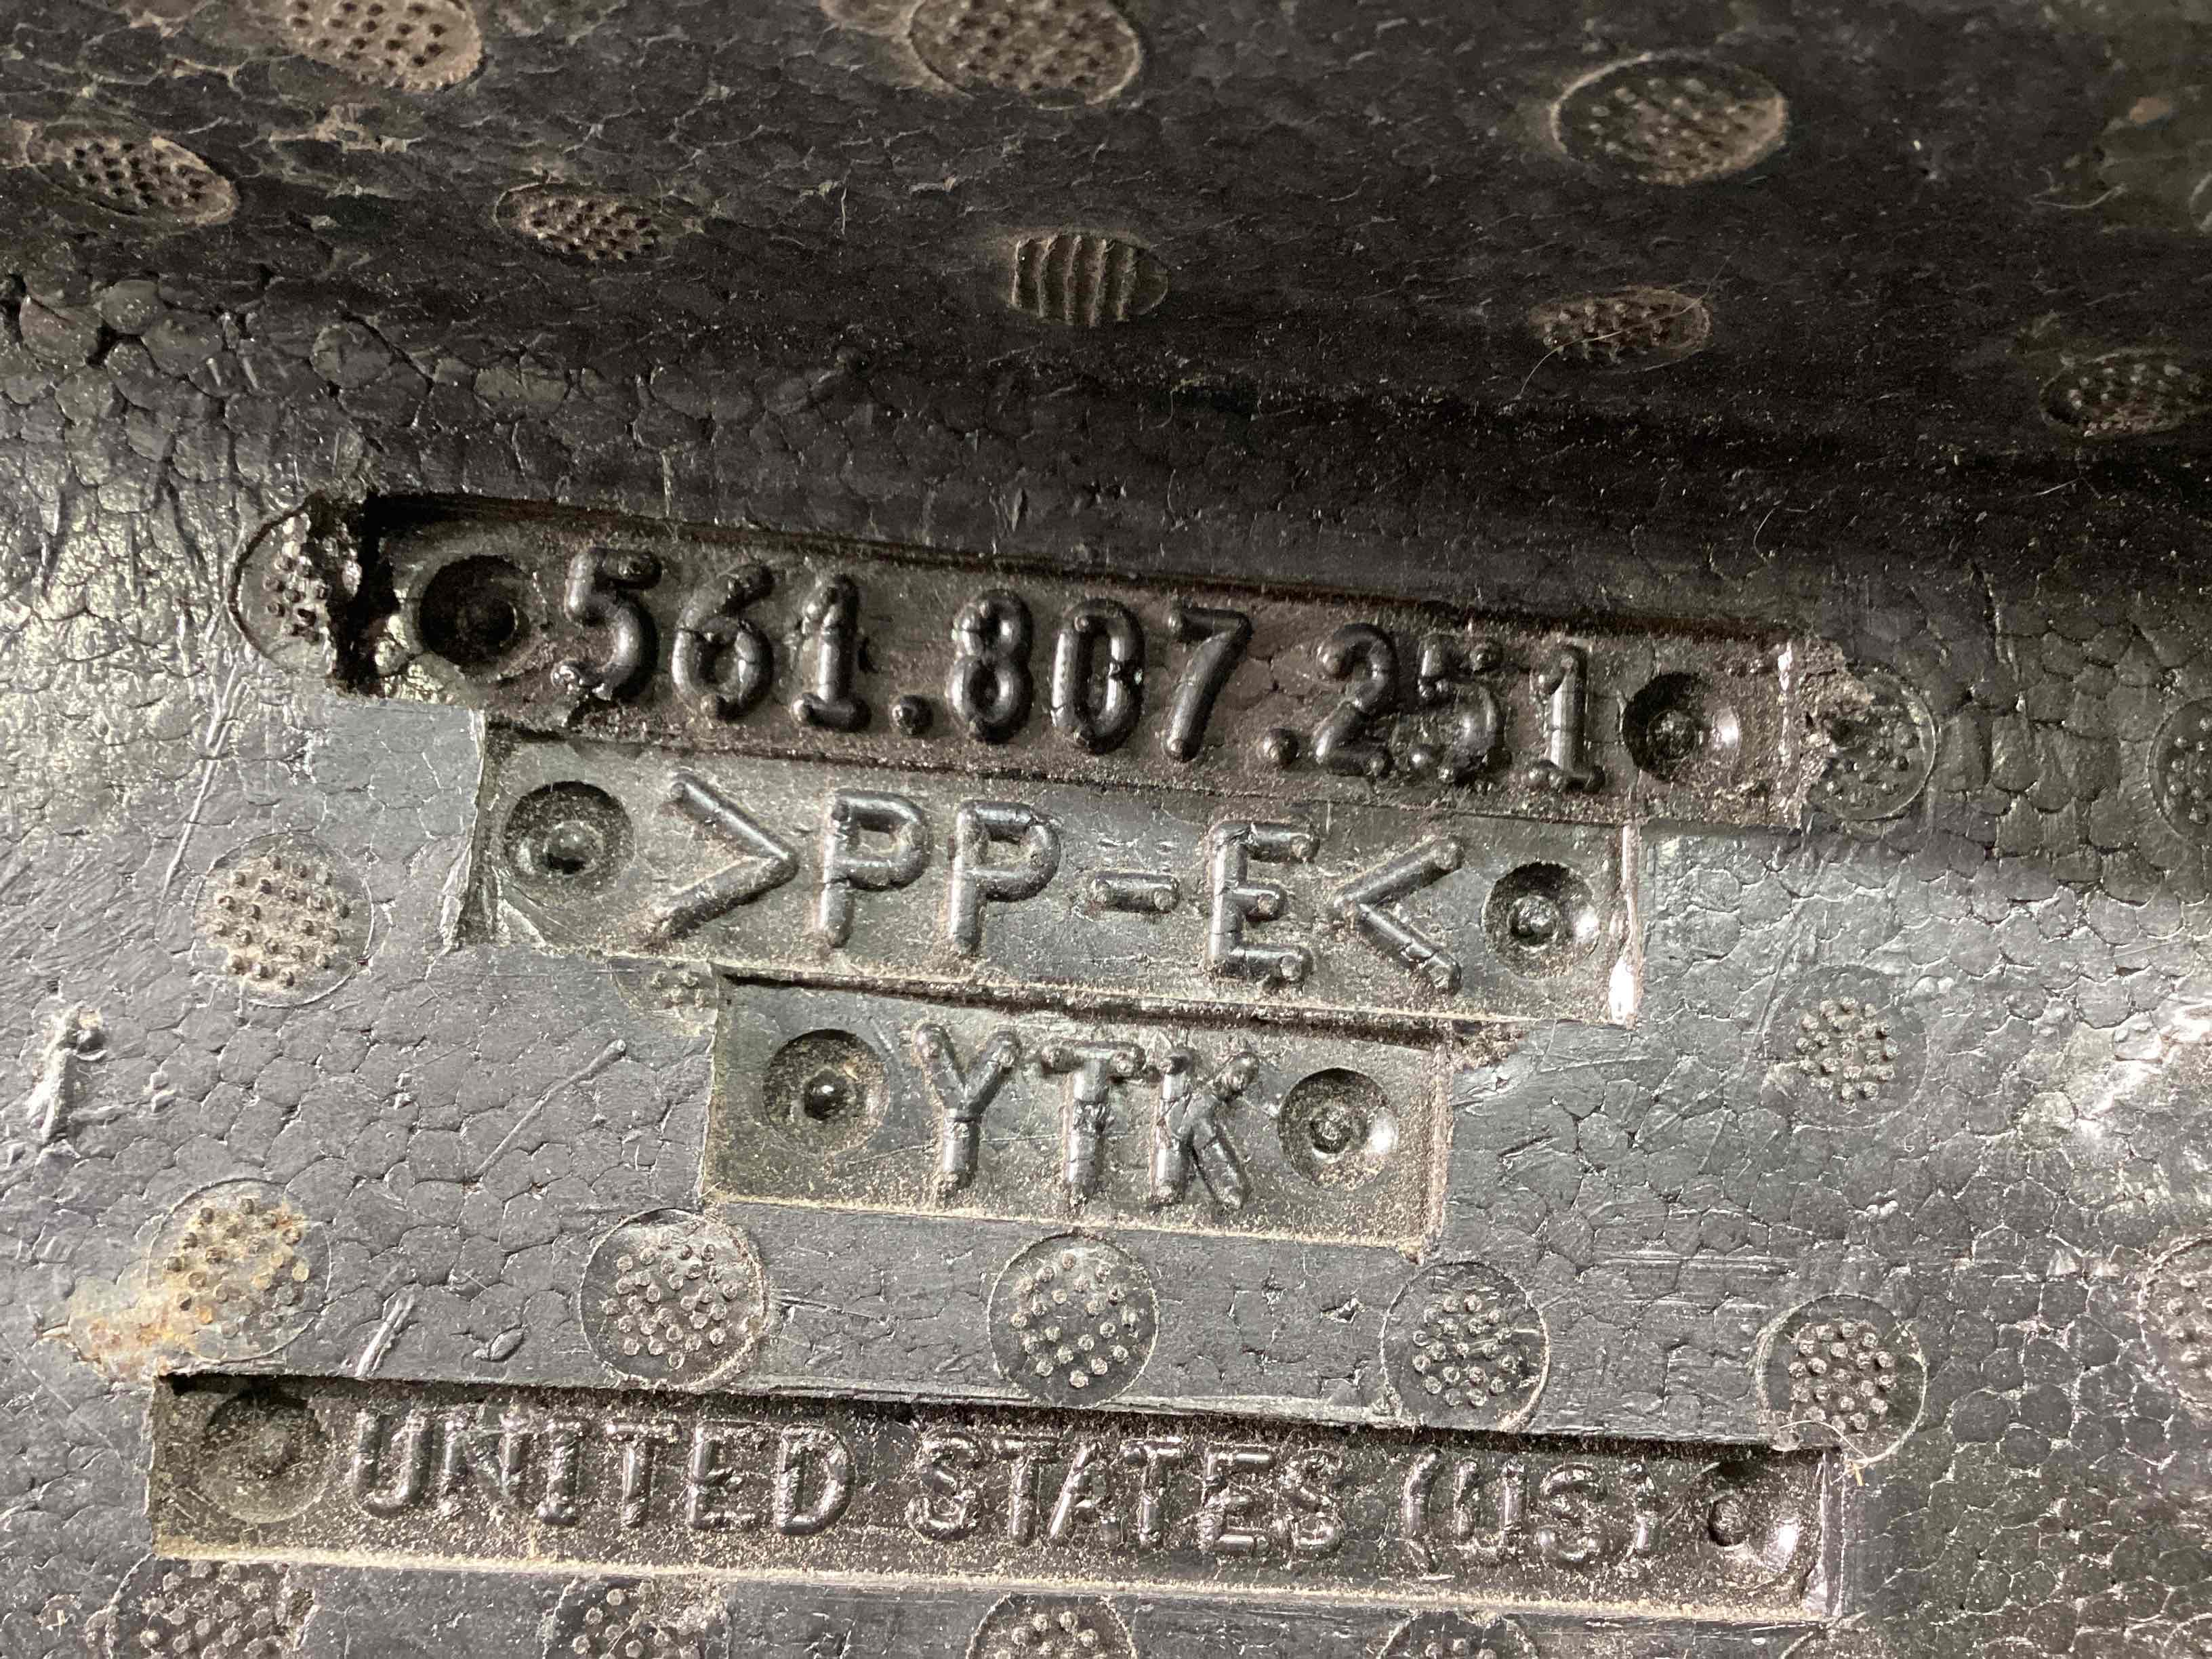 561.807.251
>PP-E<
YTK
UNITED STATES (US)